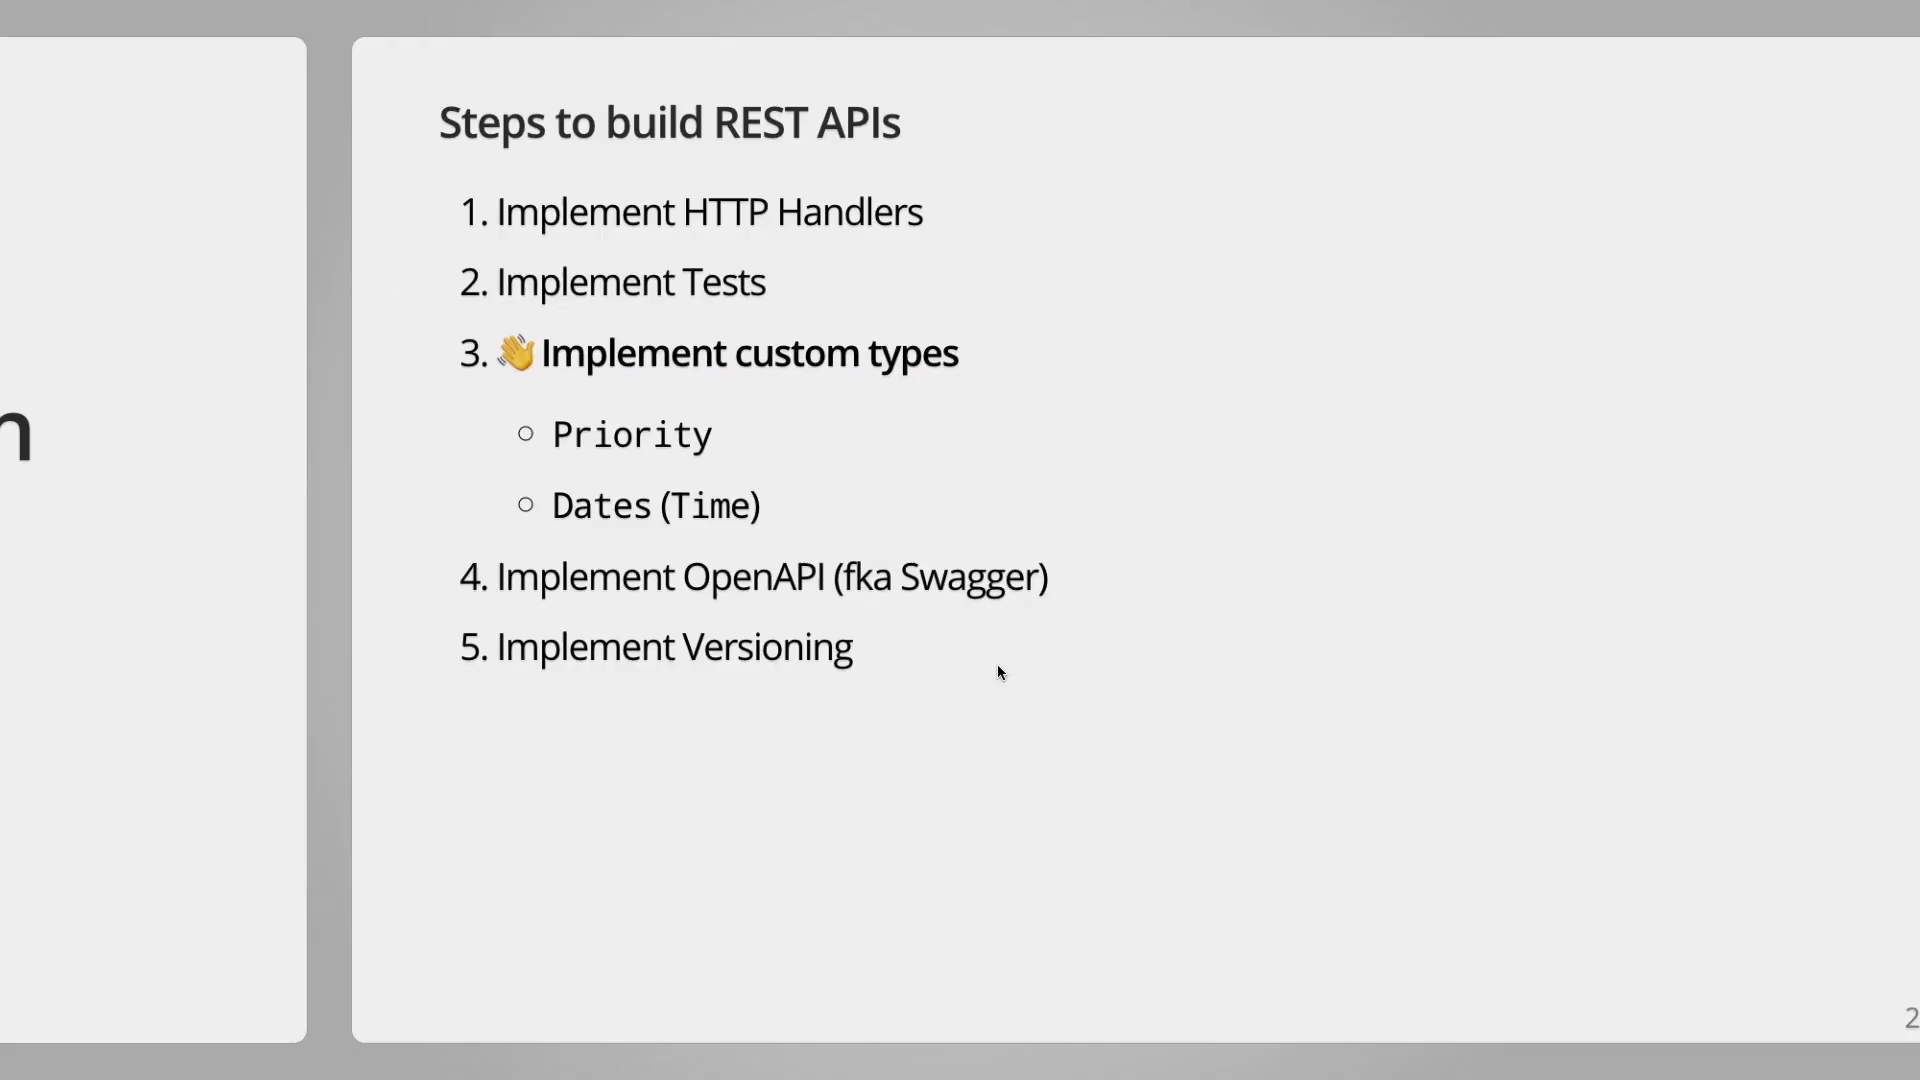 n
Steps to build REST APIs
1. Implement HTTP Handlers
2. Implement Tests
3. 👋 Implement custom types
○ Priority
○ Dates (Time)
4. Implement OpenAPI (fka Swagger)
5. Implement Versioning
2